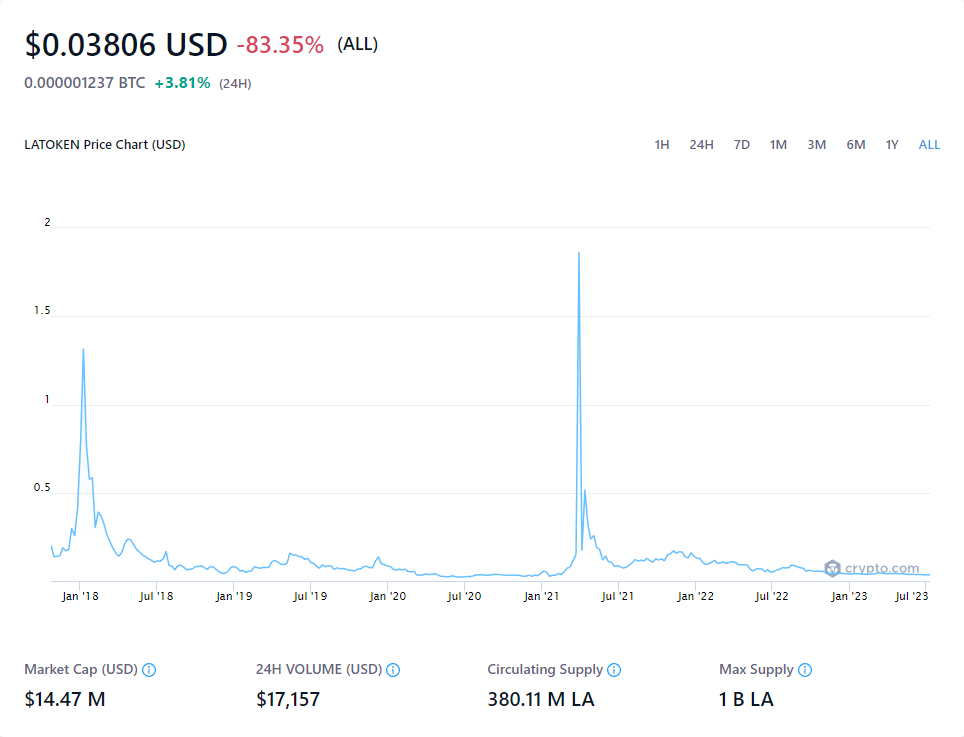 $0.03806 USD -83.35% (ALL)
0.000001237 BTC +3.81% (24H)
LATOKEN Price Chart (USD) 1H 24H 7D 1M 3M 6M 1Y ALL
2
1.5
1
0.5
crypto.com
Jan '18 Jul '18 Jan '19 Jul '19 Jan '20 Jul '20 Jan '21 Jul '21 Jan '22 Jul '22 Jan '23 Jul '23
Market Cap (USD) 24H VOLUME (USD) Circulating Supply Max Supply
$14.47 M $17,157 380.11 M LA 1 B LA